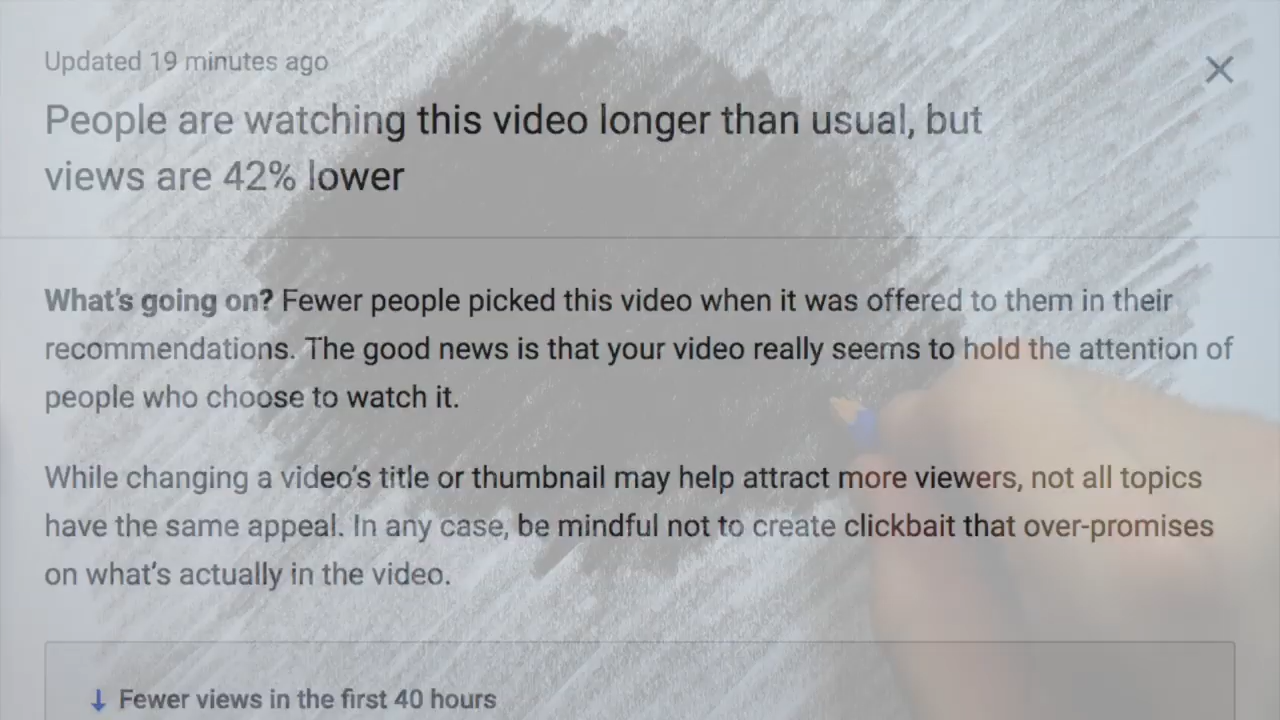 Updated 19 minutes ago
People are watching this video longer than usual, but
views are 42% lower
What's going on? Fewer people picked this video when it was offered to them in their
recommendations. The good news is that your video really seems to hold the attention of
people who choose to watch it.
While changing a video's title or thumbnail may help attract more viewers, not all topics
have the same appeal. In any case, be mindful not to create clickbait that over-promises
on what's actually in the video.
↓ Fewer views in the first 40 hours